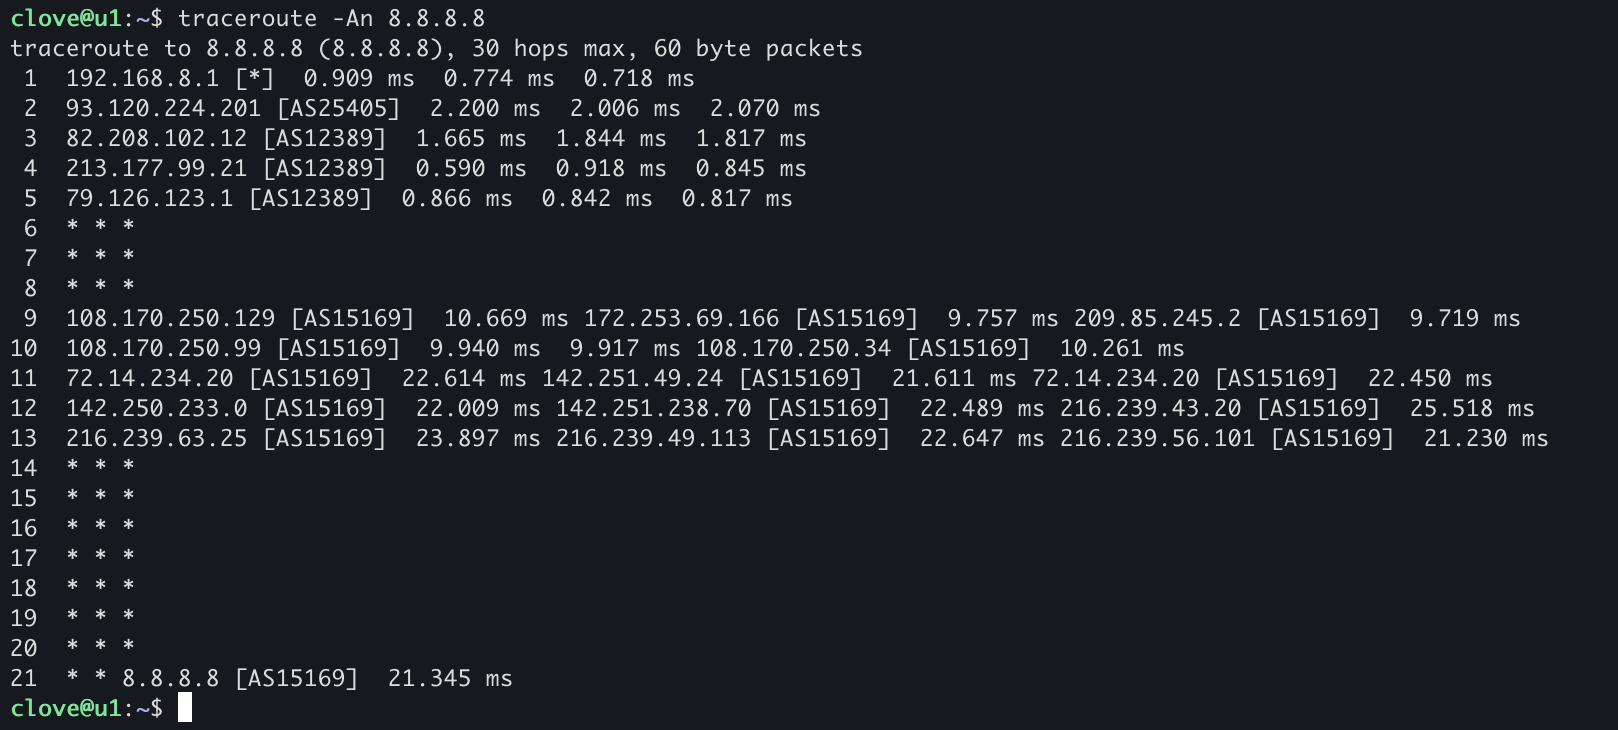 clove@u1:~$ traceroute -An 8.8.8.8
traceroute to 8.8.8.8 (8.8.8.8), 30 hops max, 60 byte packets
 1  192.168.8.1 [*]  0.909 ms  0.774 ms  0.718 ms
 2  93.120.224.201 [AS25405]  2.200 ms  2.006 ms  2.070 ms
 3  82.208.102.12 [AS12389]  1.665 ms  1.844 ms  1.817 ms
 4  213.177.99.21 [AS12389]  0.590 ms  0.918 ms  0.845 ms
 5  79.126.123.1 [AS12389]  0.866 ms  0.842 ms  0.817 ms
 6  * * *
 7  * * *
 8  * * *
 9  108.170.250.129 [AS15169]  10.669 ms 172.253.69.166 [AS15169]  9.757 ms 209.85.245.2 [AS15169]  9.719 ms
10  108.170.250.99 [AS15169]  9.940 ms  9.917 ms 108.170.250.34 [AS15169]  10.261 ms
11  72.14.234.20 [AS15169]  22.614 ms 142.251.49.24 [AS15169]  21.611 ms 72.14.234.20 [AS15169]  22.450 ms
12  142.250.233.0 [AS15169]  22.009 ms 142.251.238.70 [AS15169]  22.489 ms 216.239.43.20 [AS15169]  25.518 ms
13  216.239.63.25 [AS15169]  23.897 ms 216.239.49.113 [AS15169]  22.647 ms 216.239.56.101 [AS15169]  21.230 ms
14  * * *
15  * * *
16  * * *
17  * * *
18  * * *
19  * * *
20  * * *
21  * * 8.8.8.8 [AS15169]  21.345 ms
clove@u1:~$